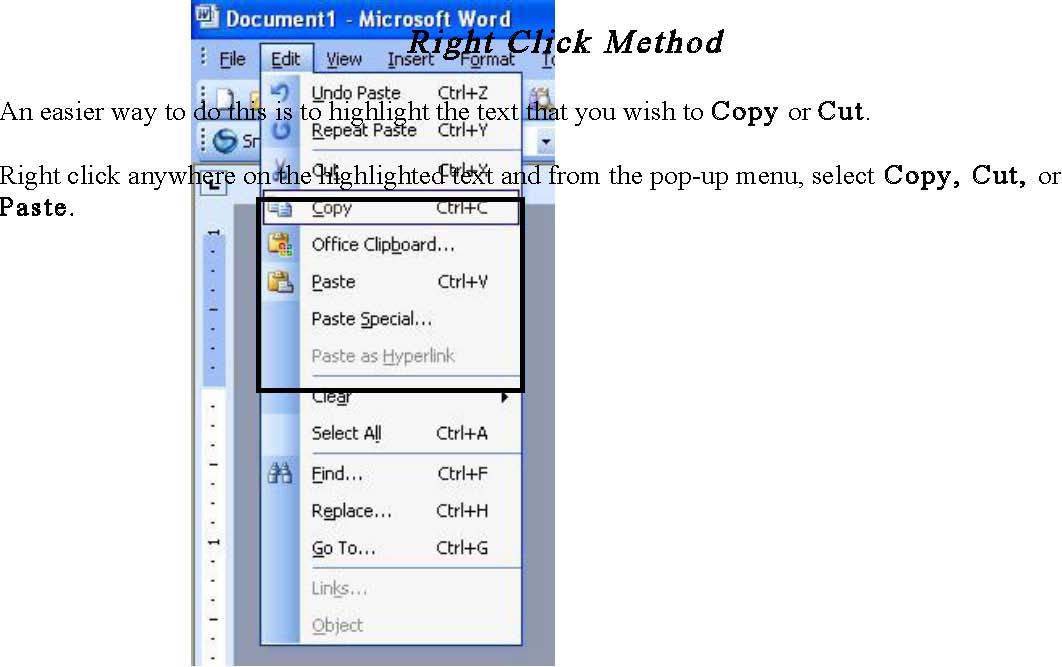 Document1 - Microsoft Word
Right Click Method
File Edit View Insert Format
Undo Paste Ctrl+Z
An easier way to do this is to highlight the text that you wish to Copy or Cut.
Repeat Paste Ctrl+Y
Cut Ctrl+X
Right click anywhere on the highlighted text and from the pop-up menu, select Copy, Cut, or
Paste.
Copy Ctrl+C
Office Clipboard...
Paste Ctrl+V
Paste Special...
Paste as Hyperlink
Clear
Select All Ctrl+A
Find... Ctrl+F
Replace... Ctrl+H
Go To... Ctrl+G
Links...
Object